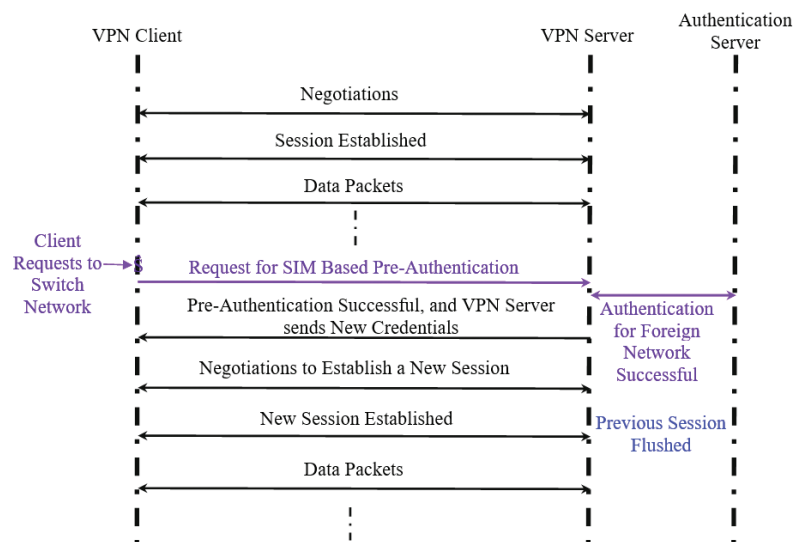 VPN Client
VPN Server
Authentication
Server
Negotiations
Session Established
Data Packets
Client
Requests to
Switch
Network
Request for SIM Based Pre-Authentication
Pre-Authentication Successful, and VPN Server
sends New Credentials
Authentication
for Foreign
Network
Successful
Negotiations to Establish a New Session
New Session Established
Previous Session
Flushed
Data Packets